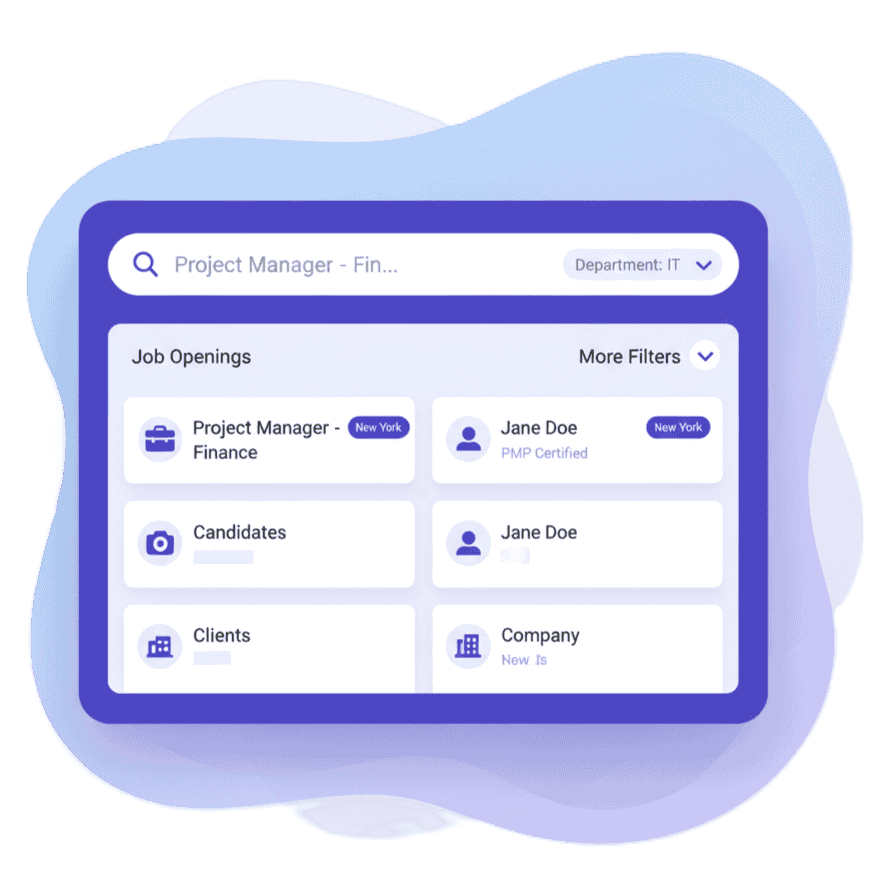 Project Manager - Fin...
Department: IT
Job Openings
More Filters
Project Manager -
Finance
New York
Jane Doe
PMP Certified
New York
Candidates
Jane Doe
Clients
Company
New Is